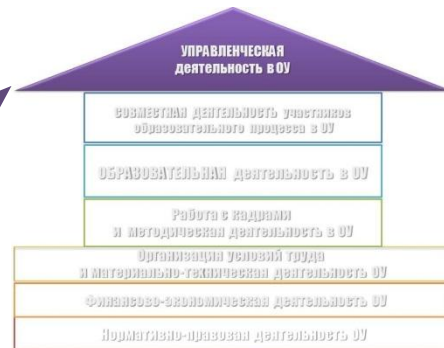 УПРАВЛЕНЧЕСКАЯ
деятельность в ОУ
СОВМЕСТНАЯ ДЕЯТЕЛЬНОСТЬ участников
образовательного процесса в ОУ
ОБРАЗОВАТЕЛЬНАЯ деятельность в ОУ
Работа с кадрами
и методическая деятельность в ОУ
Организация условий труда
и материально-техническая деятельность ОУ
Финансово-экономическая деятельность ОУ
Нормативно-правовая деятельность ОУ